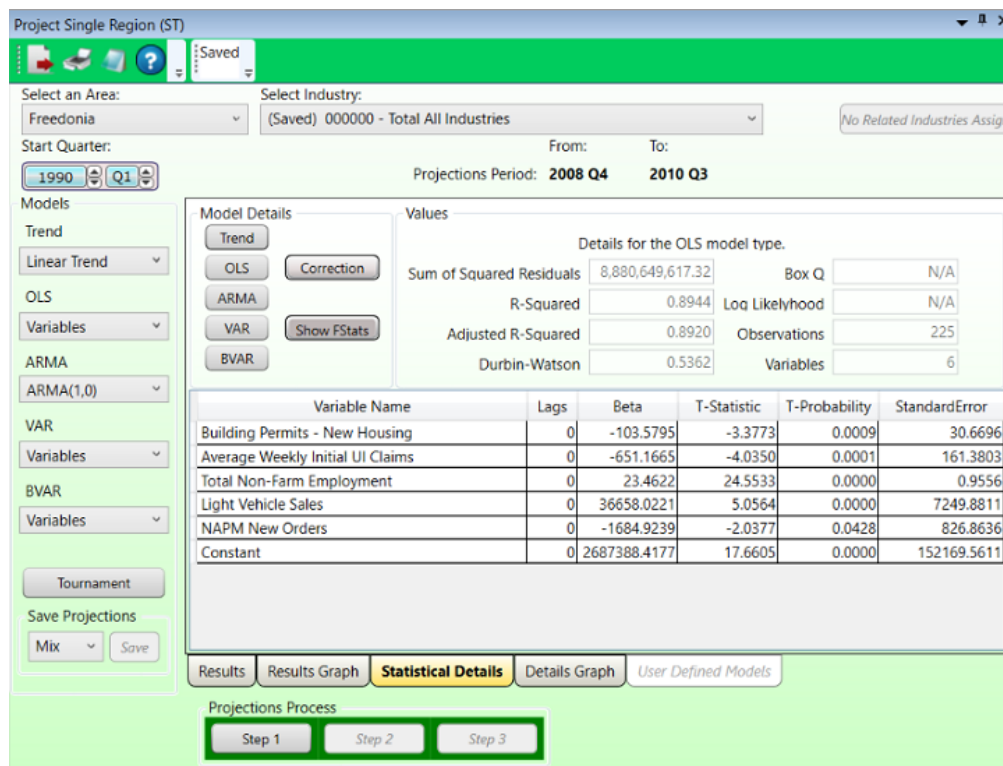 Project Single Region (ST)
Saved
Select an Area:
Select Industry:
Freedonia
(Saved) 000000 - Total All Industries
No Related Industries Assig
Start Quarter:
From:
To:
1990 Q1
Projections Period: 2008 Q4 2010 Q3
Models
Trend
Linear Trend
OLS
Variables
ARMA
ARMA(1,0)
VAR
Variables
BVAR
Variables
Tournament
Save Projections
Mix
Save
Model Details
Trend
OLS
Correction
ARMA
VAR
Show FStats
BVAR
Values
Details for the OLS model type.
Sum of Squared Residuals 8,880,649,617.32 Box Q N/A
R-Squared 0.8944 Log Likelyhood N/A
Adjusted R-Squared 0.8920 Observations 225
Durbin-Watson 0.5362 Variables 6
Variable Name Lags Beta T-Statistic T-Probability StandardError
Building Permits - New Housing 0 -103.5795 -3.3773 0.0009 30.6696
Average Weekly Initial UI Claims 0 -651.1665 -4.0350 0.0001 161.3803
Total Non-Farm Employment 0 23.4622 24.5533 0.0000 0.9556
Light Vehicle Sales 0 36658.0221 5.0564 0.0000 7249.8811
NAPM New Orders 0 -1684.9239 -2.0377 0.0428 826.8636
Constant 0 2687388.4177 17.6605 0.0000 152169.5611
Results Results Graph Statistical Details Details Graph User Defined Models
Projections Process
Step 1 Step 2 Step 3